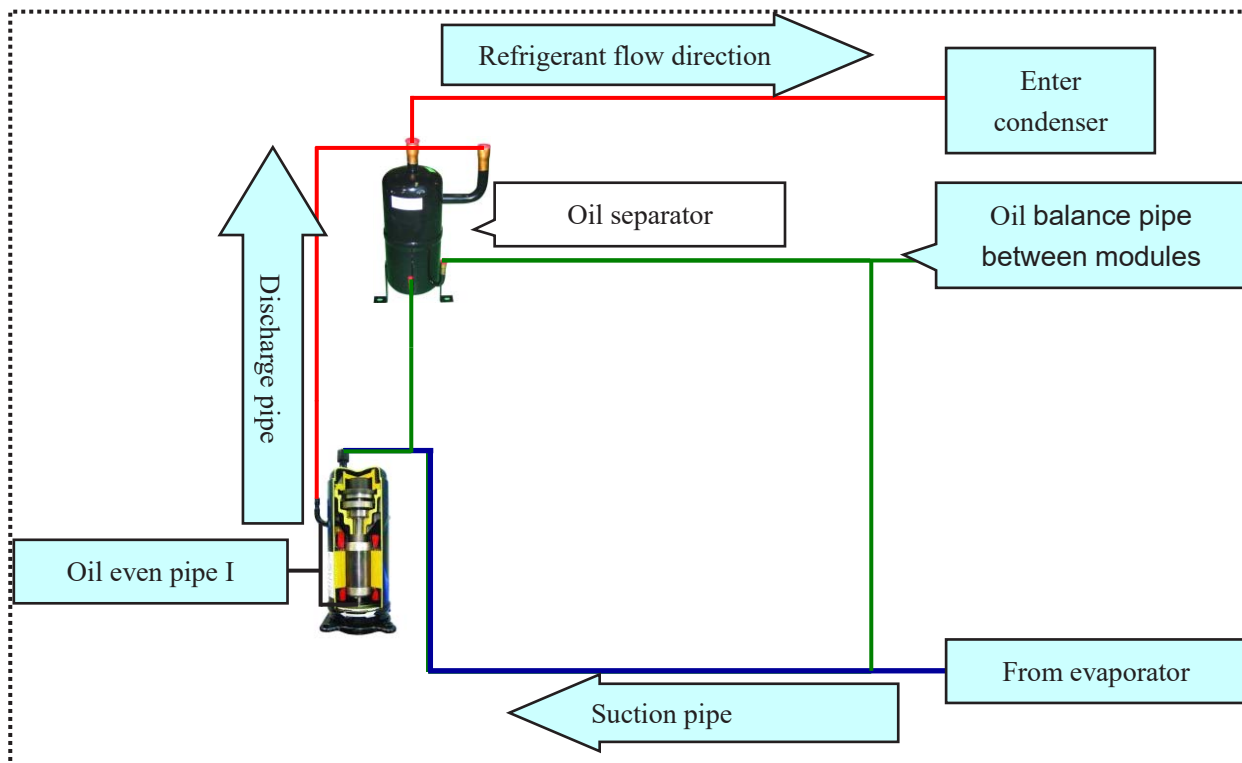 Refrigerant flow direction
Enter
condenser
Oil separator
Oil balance pipe
between modules
Discharge pipe
Oil even pipe I
From evaporator
Suction pipe